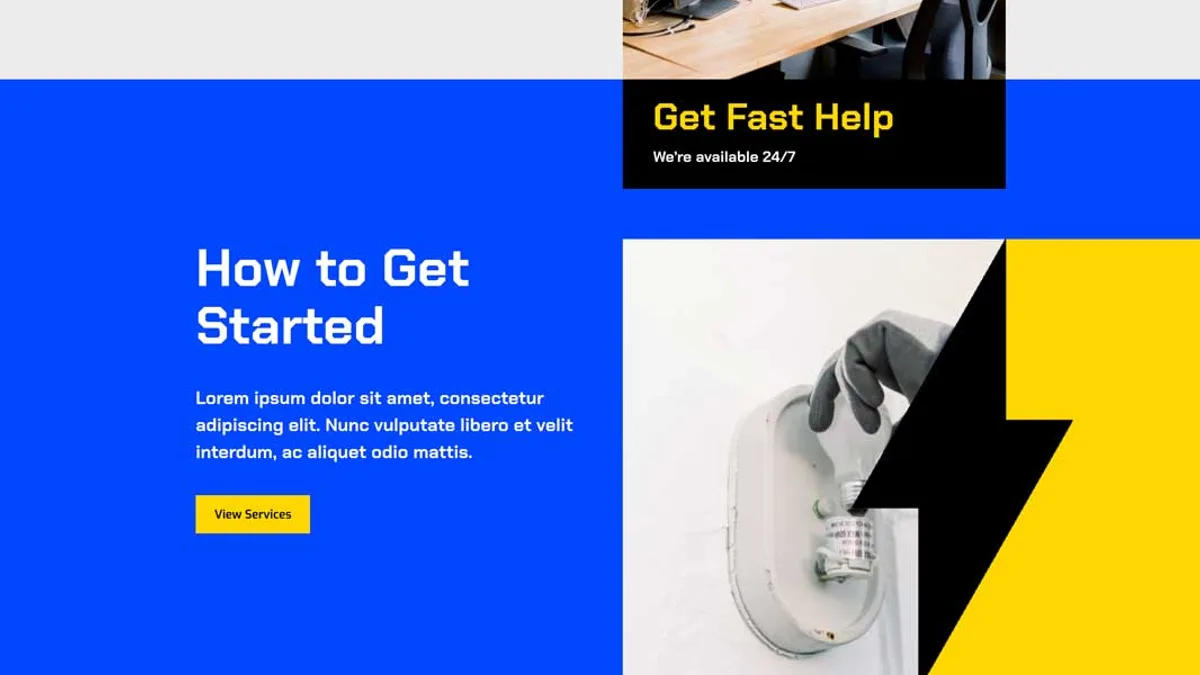 Get Fast Help
We're available 24/7
How to Get
Started
Lorem ipsum dolor sit amet, consectetur
adipiscing elit. Nunc vulputate libero et velit
interdum, ac aliquet odio mattis.
View Services